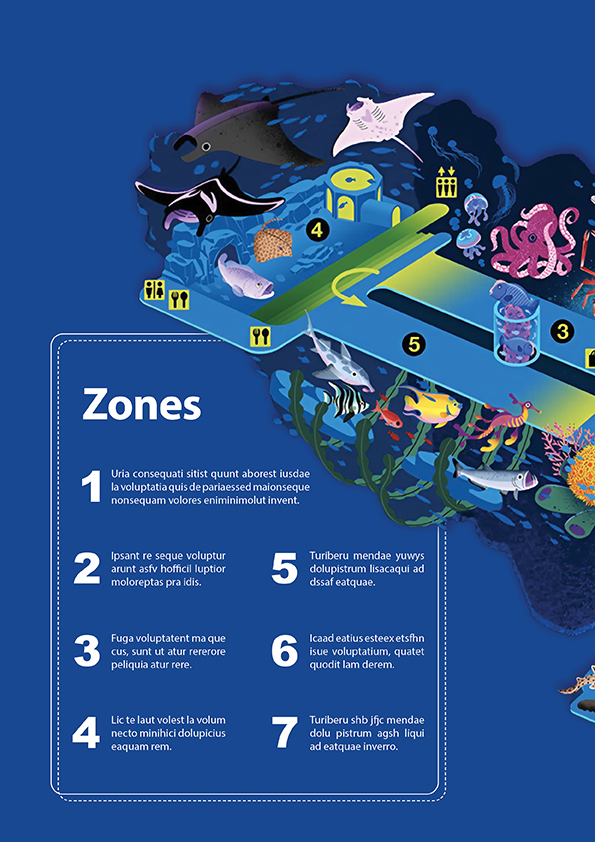 4
3
5
Zones
1
Uria consequati sitist quunt aborest iusdae
la voluptatia quis de pariaessed maionseque
nonsequam volores eniminimolut invent.
2
Ipsant re seque voluptur
arunt asfv hofficil luptior
moloreptas pra idis.
5
Turiberu mendae yuwys
dolupistrum lisacaqui ad
dssaf eatquae.
3
Fuga voluptatent ma que
cus, sunt ut atur rererore
peliquia atur rere.
6
Icaad eatius esteex etsfhn
isue voluptatium, quatet
quodit lam derem.
4
Lic te laut volest la volum
necto minihici dolupicius
eaquam rem.
7
Turiberu shb jfjc mendae
dolu pistrum agsh liqui
ad eatquae inverro.